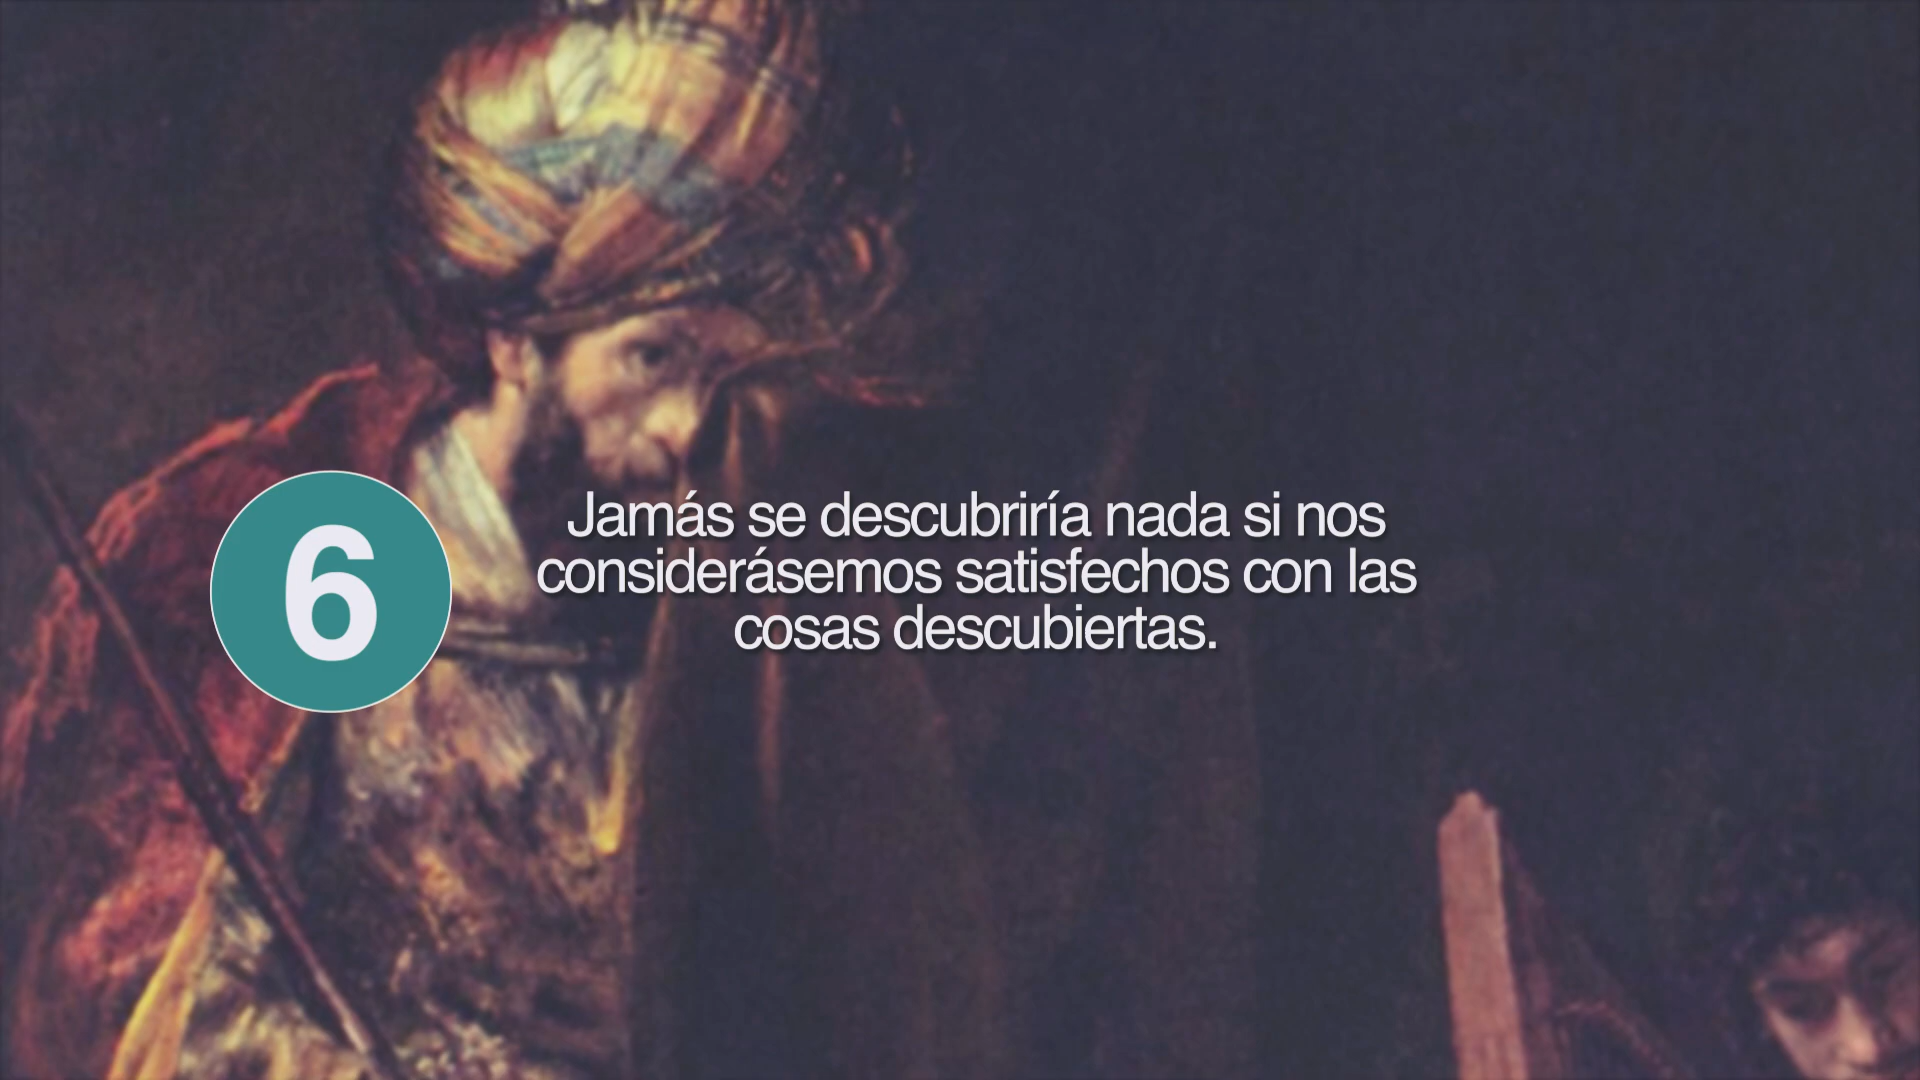 6
Jamás se descubriría nada si nos
considerásemos satisfechos con las
cosas descubiertas.